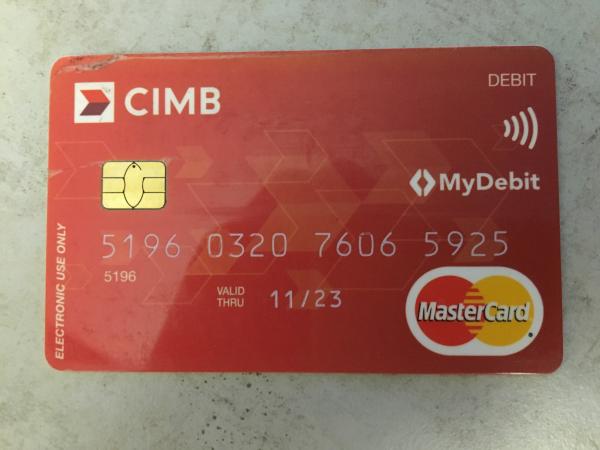 CIMB
DEBIT
MyDebit
5196 0320 7606 5925
5196
VALID
THRU
11/23
MasterCard
ELECTRONIC USE ONLY